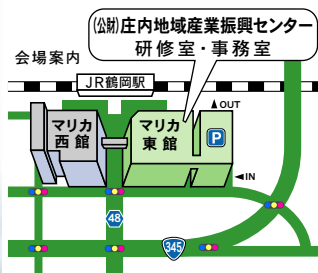 (公財)庄内地域産業振興センター
研修室・事務室
会場案内
JR鶴岡駅
マリカ
西館
マリカ
東館
▲OUT
P
◀IN
48
345